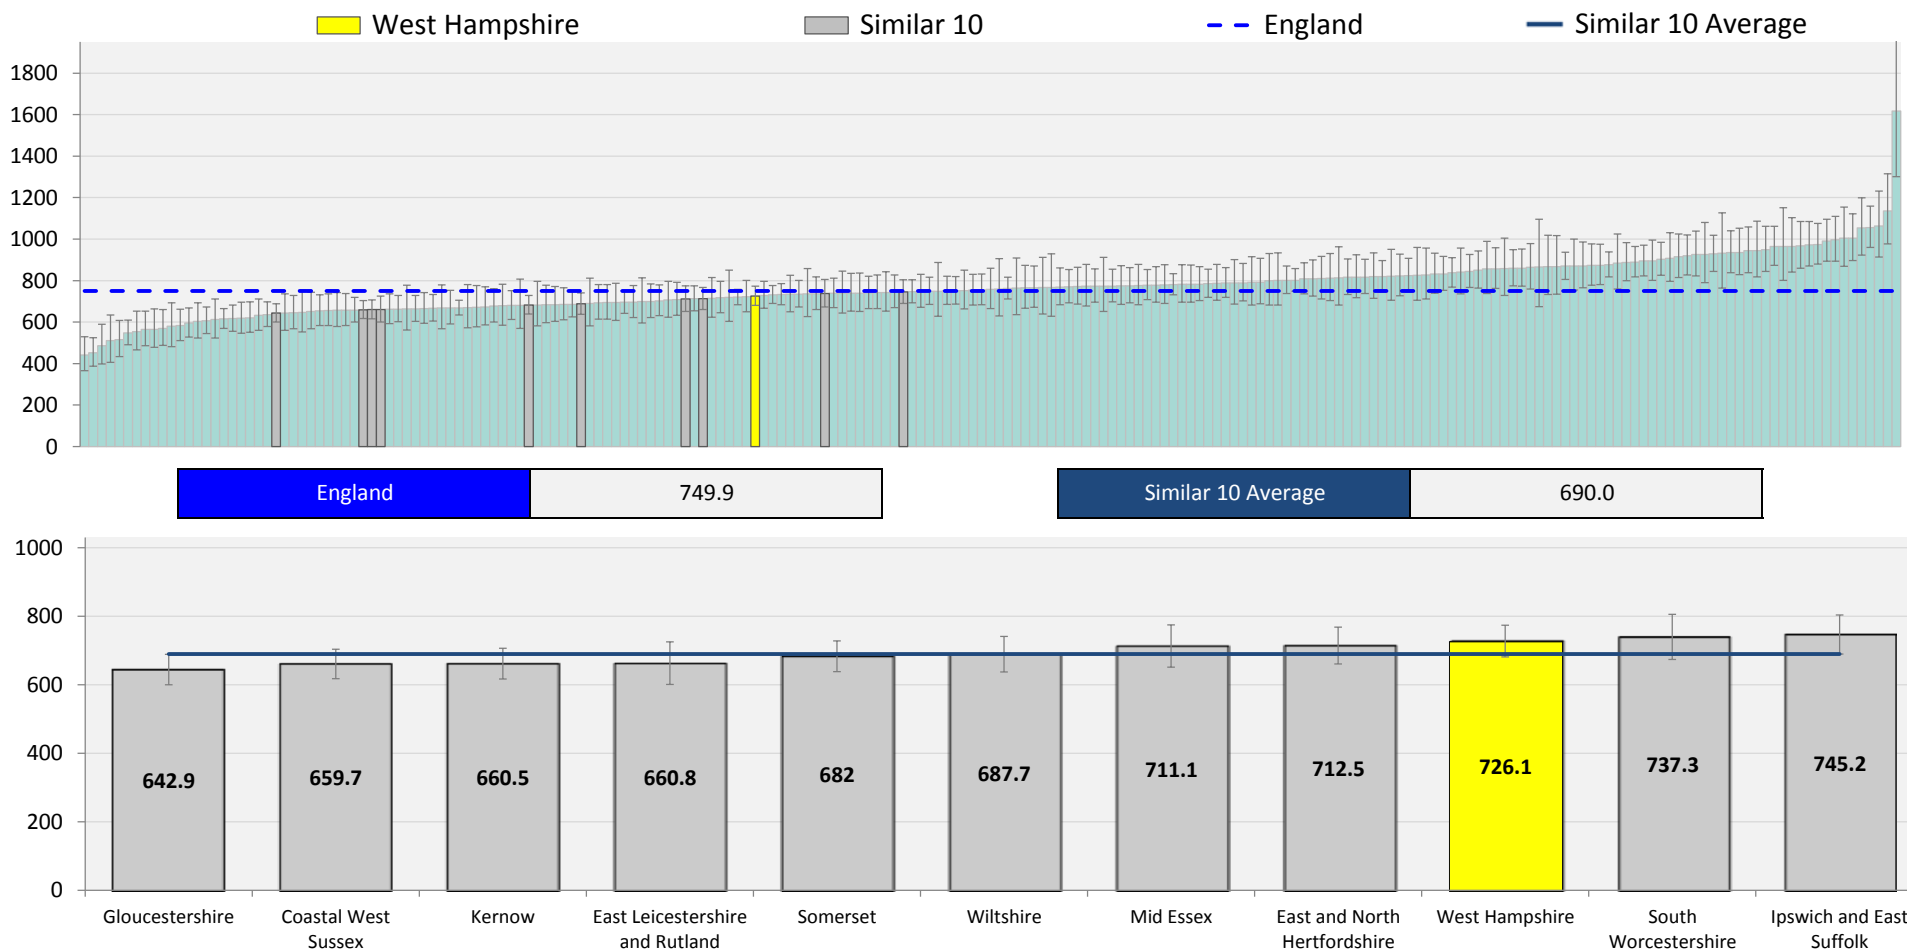 West Hampshire
Similar 10
England
Similar 10 Average
1800
1600
1400
1200
1000
800
600
400
200
0
England
749.9
Similar 10 Average
690.0
1000
800
600
400
200
0
642.9
659.7
660.5
660.8
682
687.7
711.1
712.5
726.1
737.3
745.2
Gloucestershire
Coastal West
Sussex
Kernow
East Leicestershire
and Rutland
Somerset
Wiltshire
Mid Essex
East and North
Hertfordshire
West Hampshire
South
Worcestershire
Ipswich and East
Suffolk